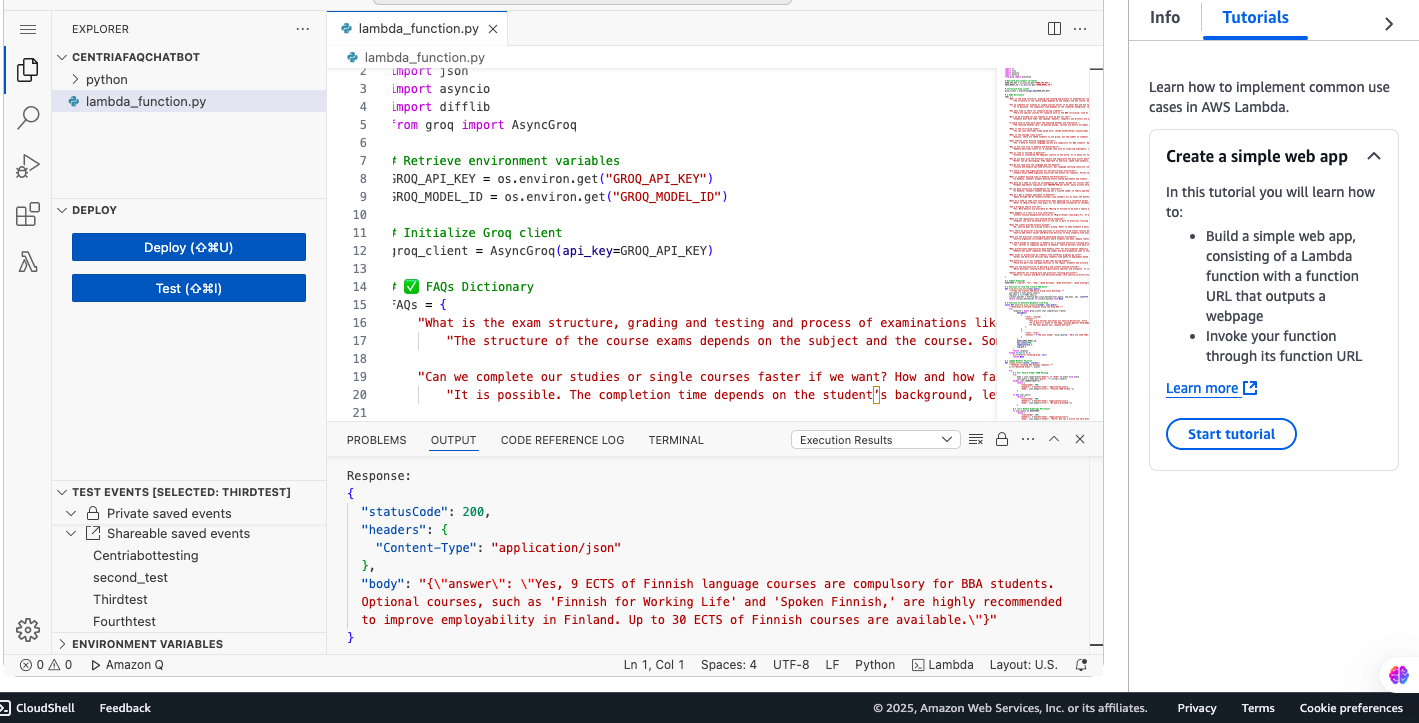 EXPLORER
CENTRIAFAQCHATBOT
python
lambda_function.py
DEPLOY
Deploy (⇧⌘U)
Test (⇧⌘I)
TEST EVENTS [SELECTED: THIRDTEST]
Private saved events
Shareable saved events
Centriabottesting
second_test
Thirdtest
Fourthtest
ENVIRONMENT VARIABLES
lambda_function.py
lambda_function.py
2 import json
3 import asyncio
4 import difflib
5 from groq import AsyncGroq
6
7 # Retrieve environment variables
8 GROQ_API_KEY = os.environ.get("GROQ_API_KEY")
9 GROQ_MODEL_ID = os.environ.get("GROQ_MODEL_ID")
10
11 # Initialize Groq client
12 groq_client = AsyncGroq(api_key=GROQ_API_KEY)
13
14 # ✅ FAQs Dictionary
15 FAQs = {
16 "What is the exam structure, grading and testing and process of examinations lik
17 "The structure of the course exams depends on the subject and the course. So
18
19 "Can we complete our studies or single courses faster if we want? How and how fa
20 "It is possible. The completion time depends on the student’s background, le
21
PROBLEMS OUTPUT CODE REFERENCE LOG TERMINAL Execution Results
Response:
{
"statusCode": 200,
"headers": {
"Content-Type": "application/json"
},
"body": "{\"answer\": \"Yes, 9 ECTS of Finnish language courses are compulsory for BBA students.
Optional courses, such as 'Finnish for Working Life' and 'Spoken Finnish,' are highly recommended
to improve employability in Finland. Up to 30 ECTS of Finnish courses are available.\"}"
}
0 0 Amazon Q Ln 1, Col 1 Spaces: 4 UTF-8 LF Python Lambda Layout: U.S.
Info Tutorials
Learn how to implement common use
cases in AWS Lambda.
Create a simple web app
In this tutorial you will learn how
to:
• Build a simple web app,
consisting of a Lambda
function with a function
URL that outputs a
webpage
• Invoke your function
through its function URL
Learn more
Start tutorial
CloudShell Feedback © 2025, Amazon Web Services, Inc. or its affiliates. Privacy Terms Cookie preferences